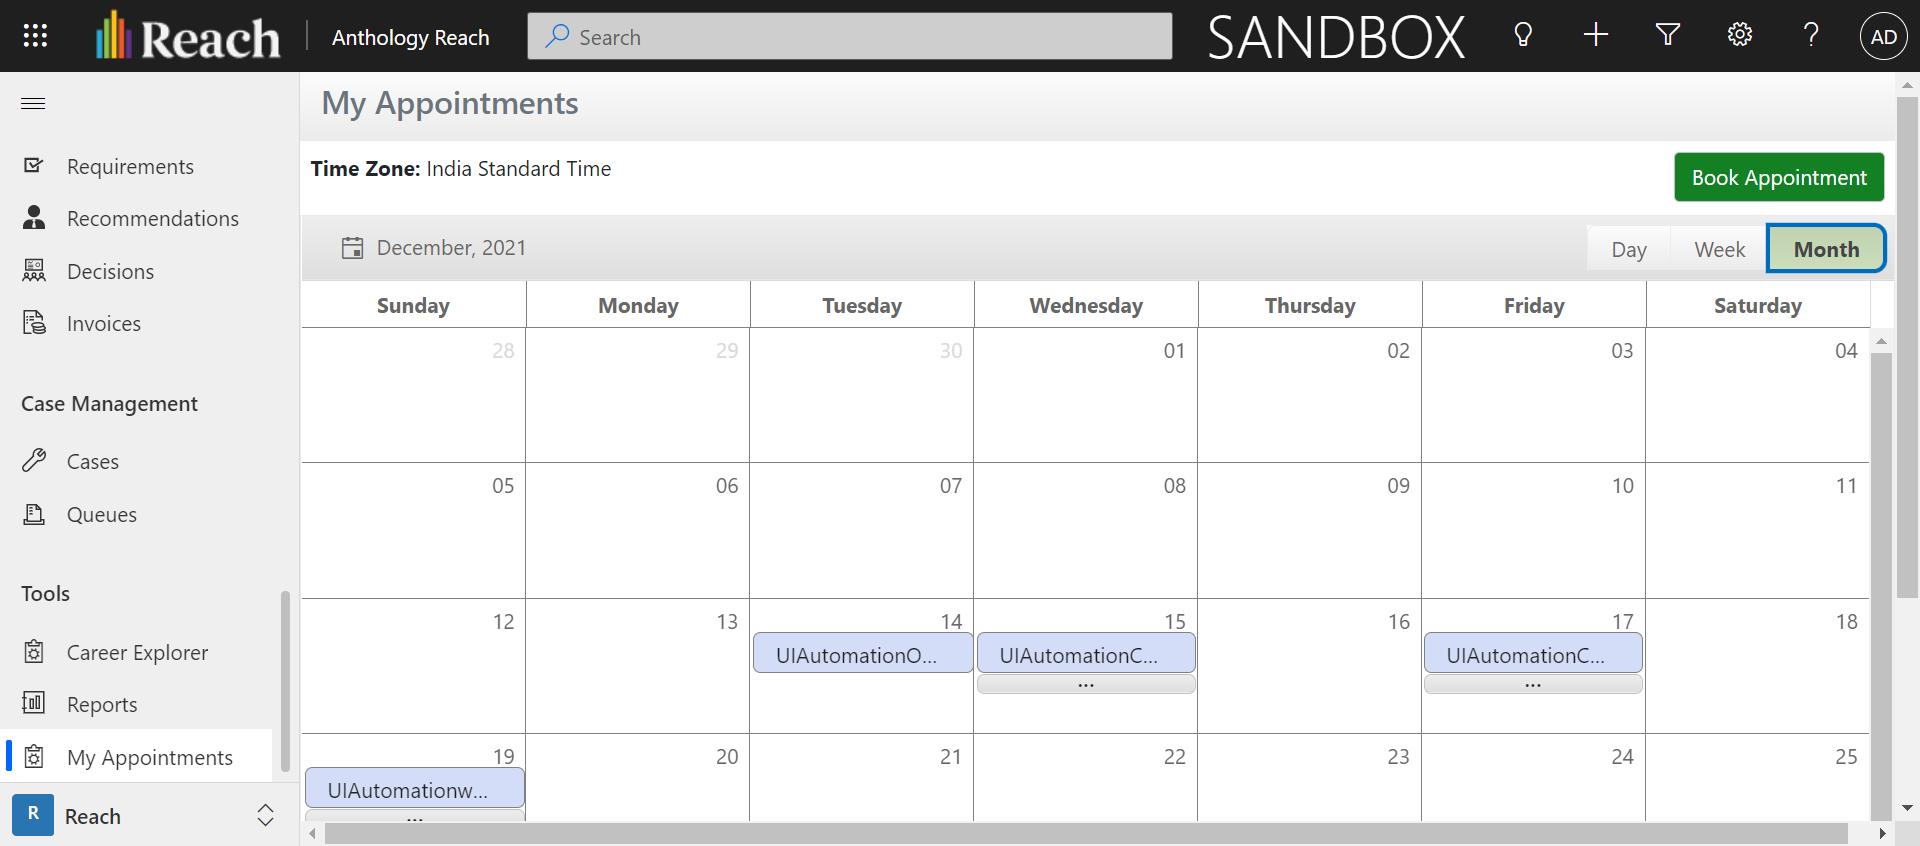 Reach
Anthology Reach
Search
SANDBOX
?
AD
Requirements
Recommendations
Decisions
Invoices
Case Management
Cases
Queues
Tools
Career Explorer
Reports
My Appointments
R
Reach
My Appointments
Time Zone: India Standard Time
Book Appointment
December, 2021
Day
Week
Month
Sunday Monday Tuesday Wednesday Thursday Friday Saturday
28 29 30 01 02 03 04
05 06 07 08 09 10 11
12 13 14 15 16 17 18
UIAutomationO... UIAutomationC... UIAutomationC...
... ...
19 20 21 22 23 24 25
UIAutomationw...
...